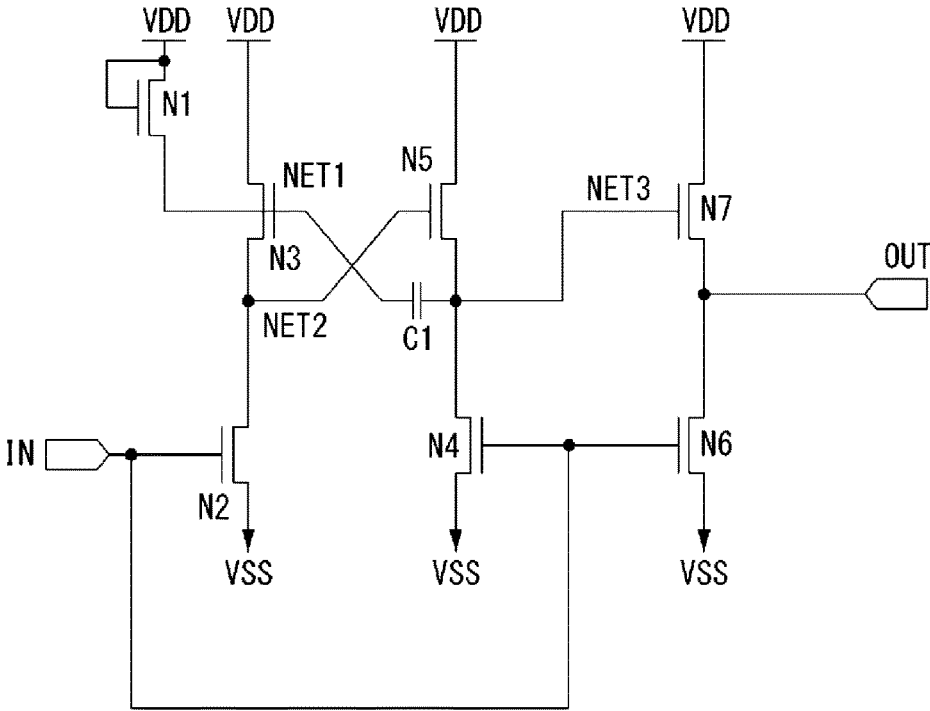 VDD VDD VDD VDD
N1
N5
NET1 NET3
N7
N3 OUT
NET2 C1
IN N4 N6
N2
VSS VSS VSS